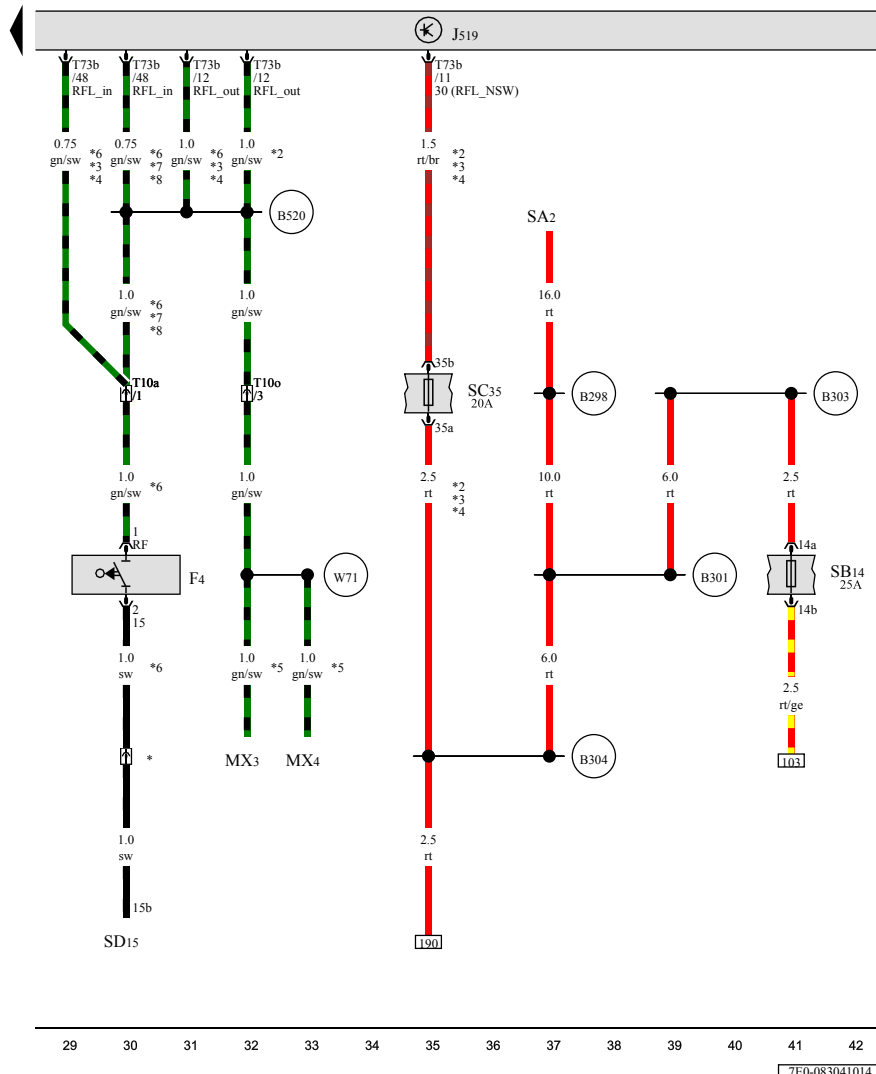 J519
T73b
/48
RFL_in
T73b
/48
RFL_in
T73b
/12
RFL_out
T73b
/12
RFL_out
T73b
/11
30 (RFL_NSW)
0.75
gn/sw
*6
*3
*4
0.75
gn/sw
*6
*7
*8
1.0
gn/sw
*6
*3
*4
1.0
gn/sw
*2
1.5
rt/br
*2
*3
*4
B520
SA2
1.0
gn/sw
*6
*7
*8
1.0
gn/sw
16.0
rt
35b
T10a
/1
T10o
/3
SC35
20A
B298
B303
35a
1.0
gn/sw
*6
1.0
gn/sw
2.5
rt
*2
*3
*4
10.0
rt
6.0
rt
2.5
rt
1
RF
14a
F4
W71
B301
SB14
25A
2
15
14b
1.0
sw
*6
1.0
gn/sw
*5
1.0
gn/sw
*5
6.0
rt
2.5
rt/ge
*
MX3
MX4
B304
103
1.0
sw
2.5
rt
15b
SD15
190
29 30 31 32 33 34 35 36 37 38 39 40 41 42
7E0-083041014